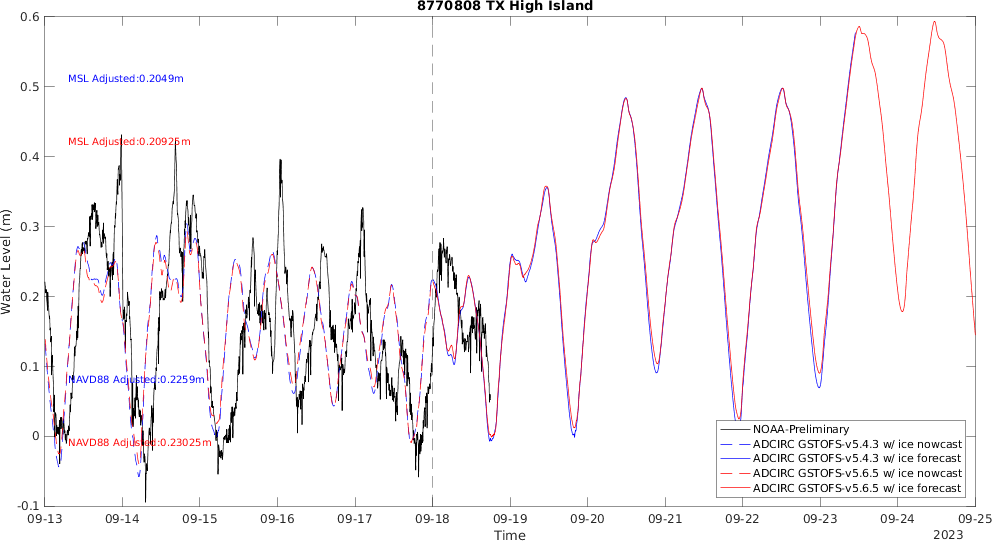 8770808 TX High Island
0.6
0.5
0.4
0.3
0.2
0.1
0
-0.1
Water Level (m)
MSL Adjusted:0.2049m
MSL Adjusted:0.20925m
NAVD88 Adjusted:0.2259m
NAVD88 Adjusted:0.23025m
NOAA-Preliminary
ADCIRC GSTOFS-v5.4.3 w/ ice nowcast
ADCIRC GSTOFS-v5.4.3 w/ ice forecast
ADCIRC GSTOFS-v5.6.5 w/ ice nowcast
ADCIRC GSTOFS-v5.6.5 w/ ice forecast
09-13 09-14 09-15 09-16 09-17 09-18 09-19 09-20 09-21 09-22 09-23 09-24 09-25
Time
2023